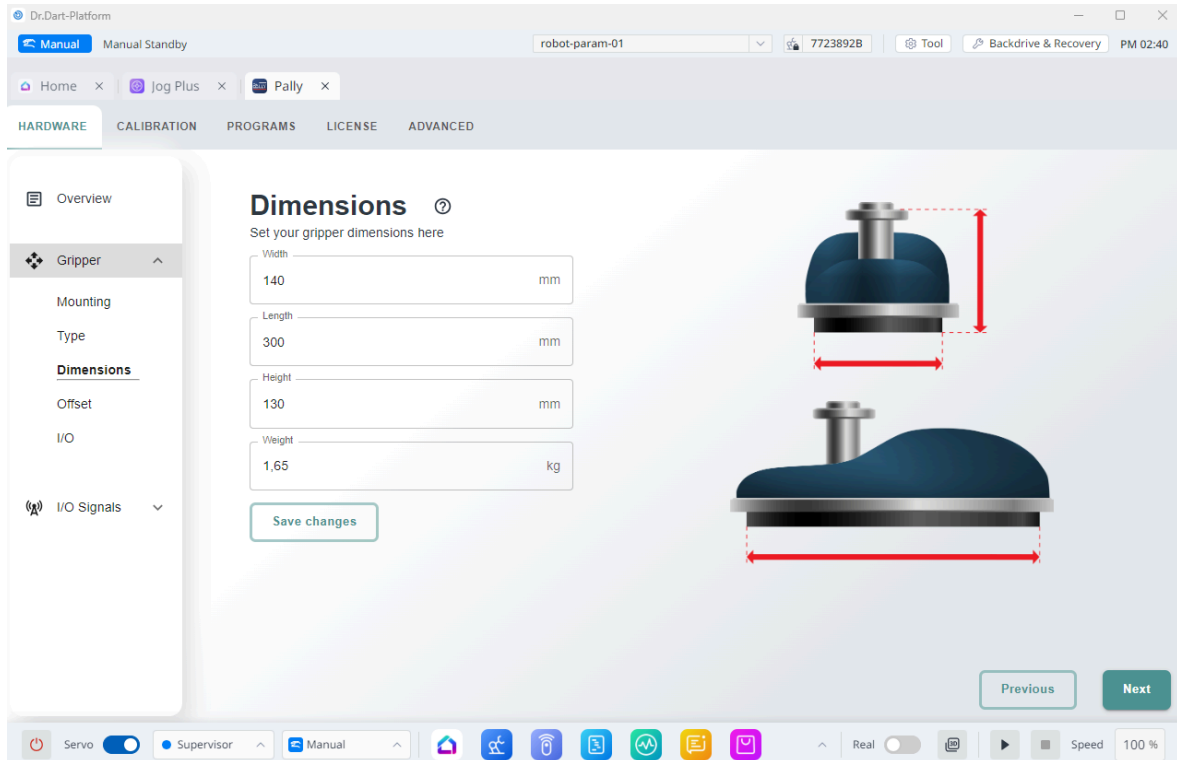 Dr.Dart-Platform
Manual Manual Standby robot-param-01 7723892B Tool Backdrive & Recovery PM 02:40
Home Jog Plus Pally
HARDWARE CALIBRATION PROGRAMS LICENSE ADVANCED
Overview
Gripper
Mounting
Type
Dimensions
Offset
I/O
I/O Signals
Dimensions
Set your gripper dimensions here
Width
140 mm
Length
300 mm
Height
130 mm
Weight
1,65 kg
Save changes
Previous Next
Servo Supervisor Manual Real 3D Speed 100 %